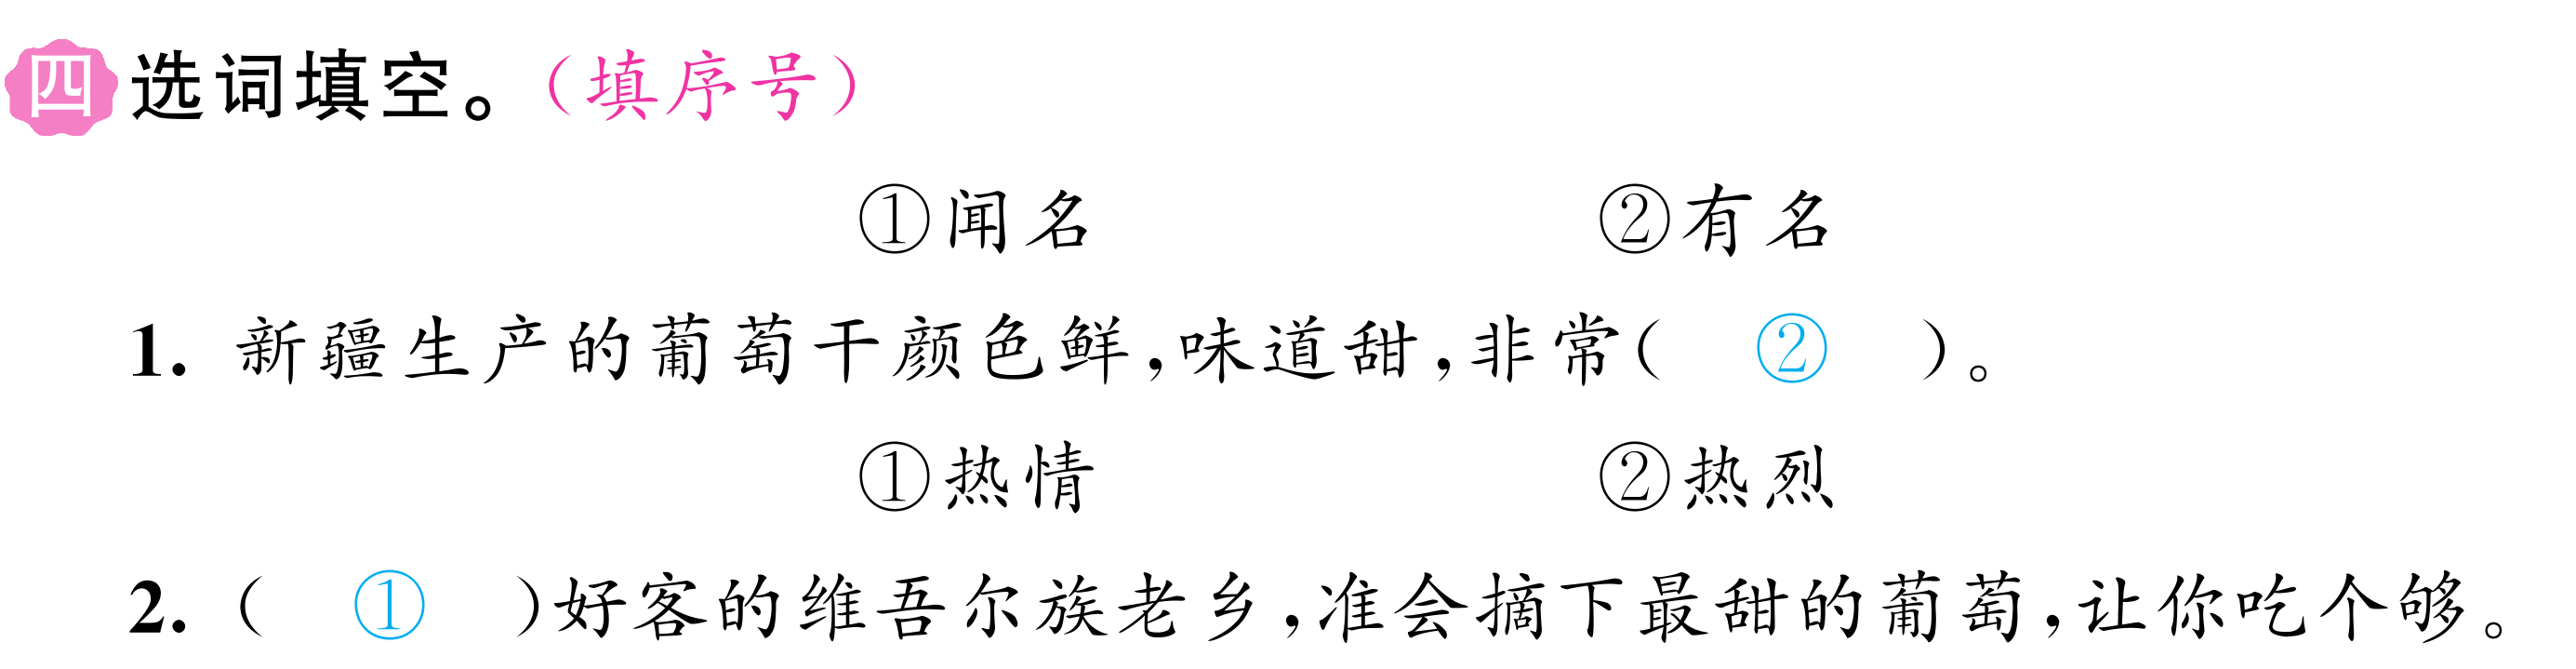 四 选词填空。（填序号）
①闻名 ②有名
1. 新疆生产的葡萄干颜色鲜，味道甜，非常（ ② ）。
①热情 ②热烈
2.（ ① ）好客的维吾尔族老乡，准会摘下最甜的葡萄，让你吃个够。